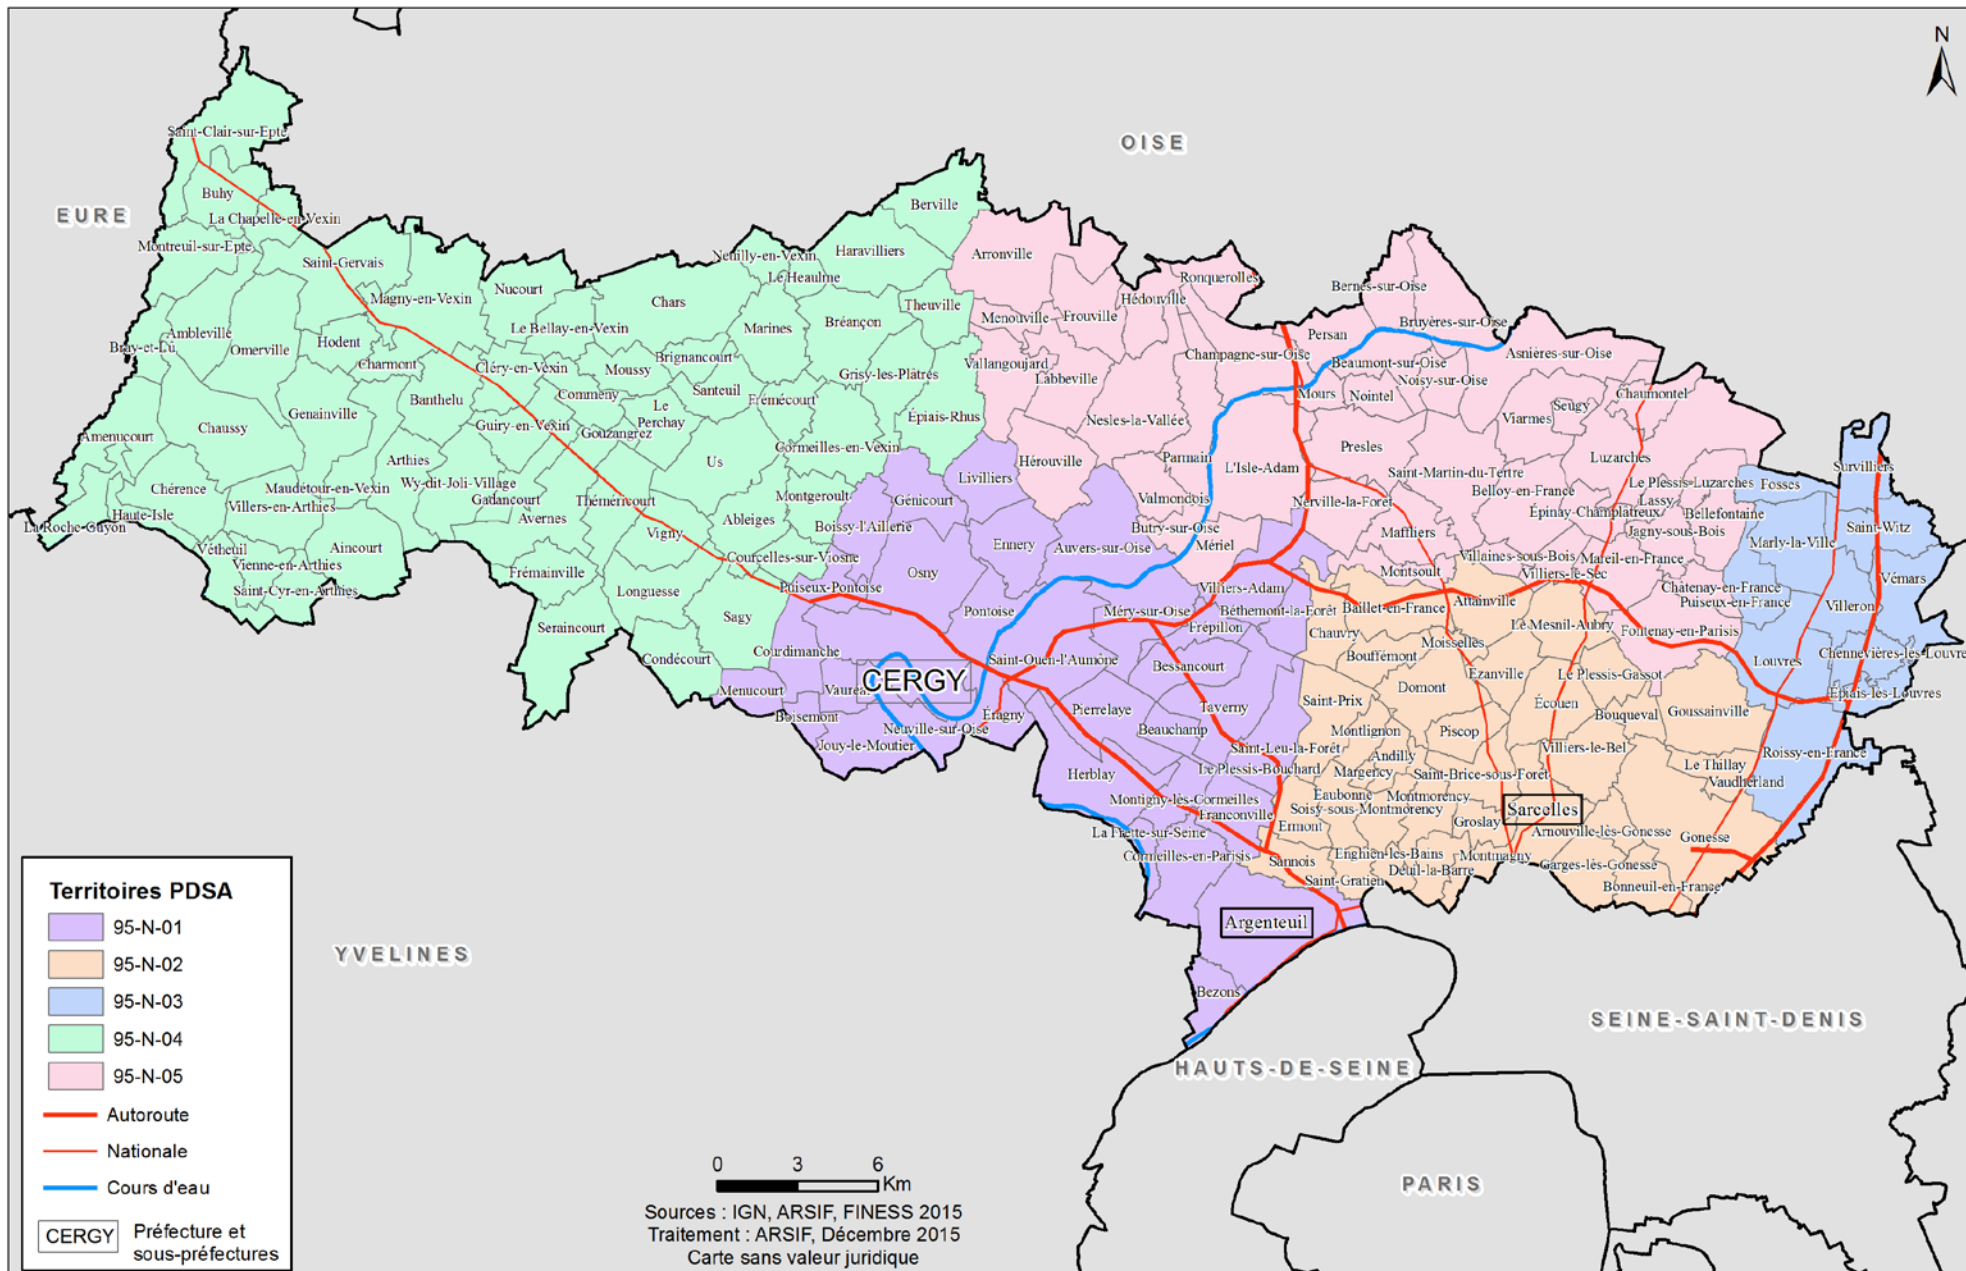 N
OISE
EURE
Saint-Clair-sur-Epte
Buhy
La Chapelle-en-Vexin
Montreuil-sur-Epte
Saint-Gervais
Magny-en-Vexin
Nucourt
Chars
Neuilly-en-Vexin
Le Heaulme
Haravilliers
Berville
Theuville
Arronville
Ronquerolles
Hédouville
Menouville
Frouville
Bernes-sur-Oise
Bruyères-sur-Oise
Persan
Asnières-sur-Oise
Champagne-sur-Oise
Beaumont-sur-Oise
Noisy-sur-Oise
Ambleville
Bray-et-Lû
Omerville
Hodent
Charmont
Le Bellay-en-Vexin
Cléry-en-Vexin
Marines
Bréançon
Brignancourt
Moussy
Santeuil
Commeny
Le
Perchay
Frémécourt
Grisy-les-Plâtres
Vallangoujard
Labbeville
Mours
Nointel
Viarmes
Seugy
Chaumontel
Banthelu
Genainville
Chaussy
Guiry-en-Vexin
Gouzangrez
Épiais-Rhus
Nesles-la-Vallée
Presles
Luzarches
Amenucourt
Cormeilles-en-Vexin
Us
Hérouville
Parmain
L'Isle-Adam
Saint-Martin-du-Tertre
Survilliers
Arthies
Wy-dit-Joli-Village
Maudétour-en-Vexin
Gadancourt
Théméricourt
Chérence
Villers-en-Arthies
Haute-Isle
La Roche-Guyon
Avernes
Montgeroult
Livilliers
Génicourt
Valmondois
Nerville-la-Forêt
Belloy-en-France
Le Plessis-Luzarches
Lassy
Épinay-Champlatreux
Bellefontaine
Fosses
Vigny
Ableiges
Boissy-l'Aillerie
Butry-sur-Oise
Mériel
Maffliers
Jagny-sous-Bois
Saint-Witz
Marly-la-Ville
Vétheuil
Aincourt
Vienne-en-Arthies
Saint-Cyr-en-Arthies
Courcelles-sur-Viosne
Ennery
Auvers-sur-Oise
Villaines-sous-Bois
Mareil-en-France
Montsoult
Villiers-le-Sec
Frémainville
Longuesse
Puiseux-Pontoise
Osny
Villiers-Adam
Châtenay-en-France
Puiseux-en-France
Vémars
Villeron
Sagy
Seraincourt
Pontoise
Méry-sur-Oise
Béthemont-la-Forêt
Baillet-en-France
Attainville
Le Mesnil-Aubry
Fontenay-en-Parisis
Frépillon
Chauvry
Moisselles
Condécourt
Courdimanche
Saint-Ouen-l'Aumône
Bessancourt
Bouffémont
Ezanville
Le Plessis-Gassot
Louvres
Chennevières-les-Louvre
Menucourt
Vaureal
CERGY
Domont
Épiais-lès-Louvres
Boisemont
Neuville-sur-Oise
Éragny
Pierrelaye
Taverny
Saint-Prix
Écouen
Bouqueval
Goussainville
Jouy-le-Moutier
Beauchamp
Montlignon
Piscop
Saint-Leu-la-Forêt
Andilly
Villiers-le-Bel
Roissy-en-France
Herblay
Le Plessis-Bouchard
Margency
Saint-Brice-sous-Forêt
Le Thillay
Vaudherland
Montigny-lès-Cormeilles
Eaubonne
Montmorency
Soisy-sous-Montmorency
Franconville
Sarcelles
La Frette-sur-Seine
Ermont
Groslay
Arnouville-lès-Gonesse
Gonesse
Cormeilles-en-Parisis
Sannois
Enghien-les-Bains
Montmagny
Deuil-la-Barre
Garges-lès-Gonesse
Saint-Gratien
Bonneuil-en-France
Argenteuil
Bezons
YVELINES
SEINE-SAINT-DENIS
HAUTS-DE-SEINE
PARIS
Territoires PDSA
95-N-01
95-N-02
95-N-03
95-N-04
95-N-05
Autoroute
Nationale
Cours d'eau
CERGY
Préfecture et
sous-préfectures
0 3 6
Km
Sources : IGN, ARSIF, FINESS 2015
Traitement : ARSIF, Décembre 2015
Carte sans valeur juridique